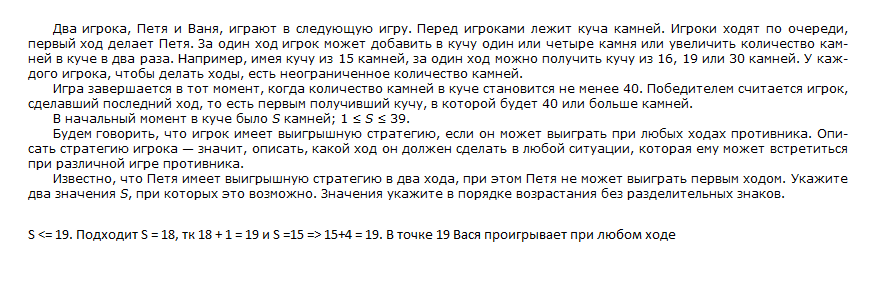 Два игрока, Петя и Ваня, играют в следующую игру. Перед игроками лежит куча камней. Игроки ходят по очереди,
первый ход делает Петя. За один ход игрок может добавить в кучу один или четыре камня или увеличить количество кам-
ней в куче в два раза. Например, имея кучу из 15 камней, за один ход можно получить кучу из 16, 19 или 30 камней. У каж-
дого игрока, чтобы делать ходы, есть неограниченное количество камней.
Игра завершается в тот момент, когда количество камней в куче становится не менее 40. Победителем считается игрок,
сделавший последний ход, то есть первым получивший кучу, в которой будет 40 или больше камней.
В начальный момент в куче было S камней; 1 ≤ S ≤ 39.
Будем говорить, что игрок имеет выигрышную стратегию, если он может выиграть при любых ходах противника. Опи-
сать стратегию игрока — значит, описать, какой ход он должен сделать в любой ситуации, которая ему может встретиться
при различной игре противника.
Известно, что Петя имеет выигрышную стратегию в два хода, при этом Петя не может выиграть первым ходом. Укажите
два значения S, при которых это возможно. Значения укажите в порядке возрастания без разделительных знаков.
S <= 19. Подходит S = 18, тк 18 + 1 = 19 и S =15 => 15+4 = 19. В точке 19 Вася проигрывает при любом ходе